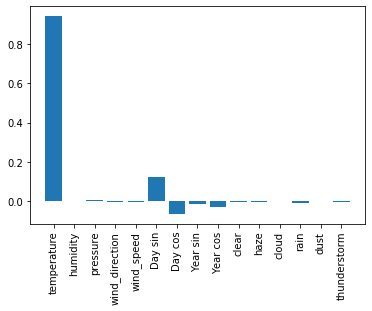 0.8
0.6
0.4
0.2
0.0
temperature
humidity
pressure
wind_direction
wind_speed
Day sin
Day cos
Year sin
Year cos
clear
haze
cloud
rain
dust
thunderstorm